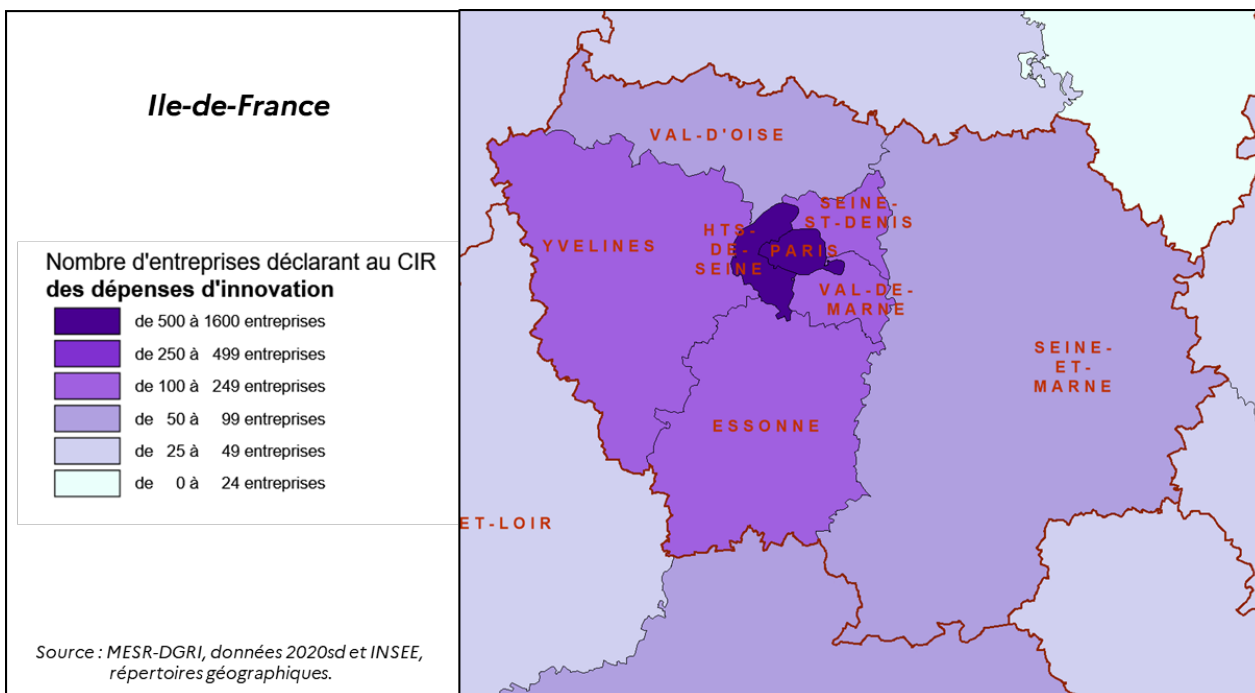 Ile-de-France
Nombre d'entreprises déclarant au CIR
des dépenses d'innovation
de 500 à 1600 entreprises
de 250 à 499 entreprises
de 100 à 249 entreprises
de 50 à 99 entreprises
de 25 à 49 entreprises
de 0 à 24 entreprises
Source : MESR-DGRI, données 2020sd et INSEE,
répertoires géographiques.
VAL-D'OISE
SEINE-
ST-DENIS
YVELINES
HTS-
DE-
SEINE
PARIS
VAL-DE-
MARNE
SEINE-
ET-
MARNE
ESSONNE
ET-LOIR